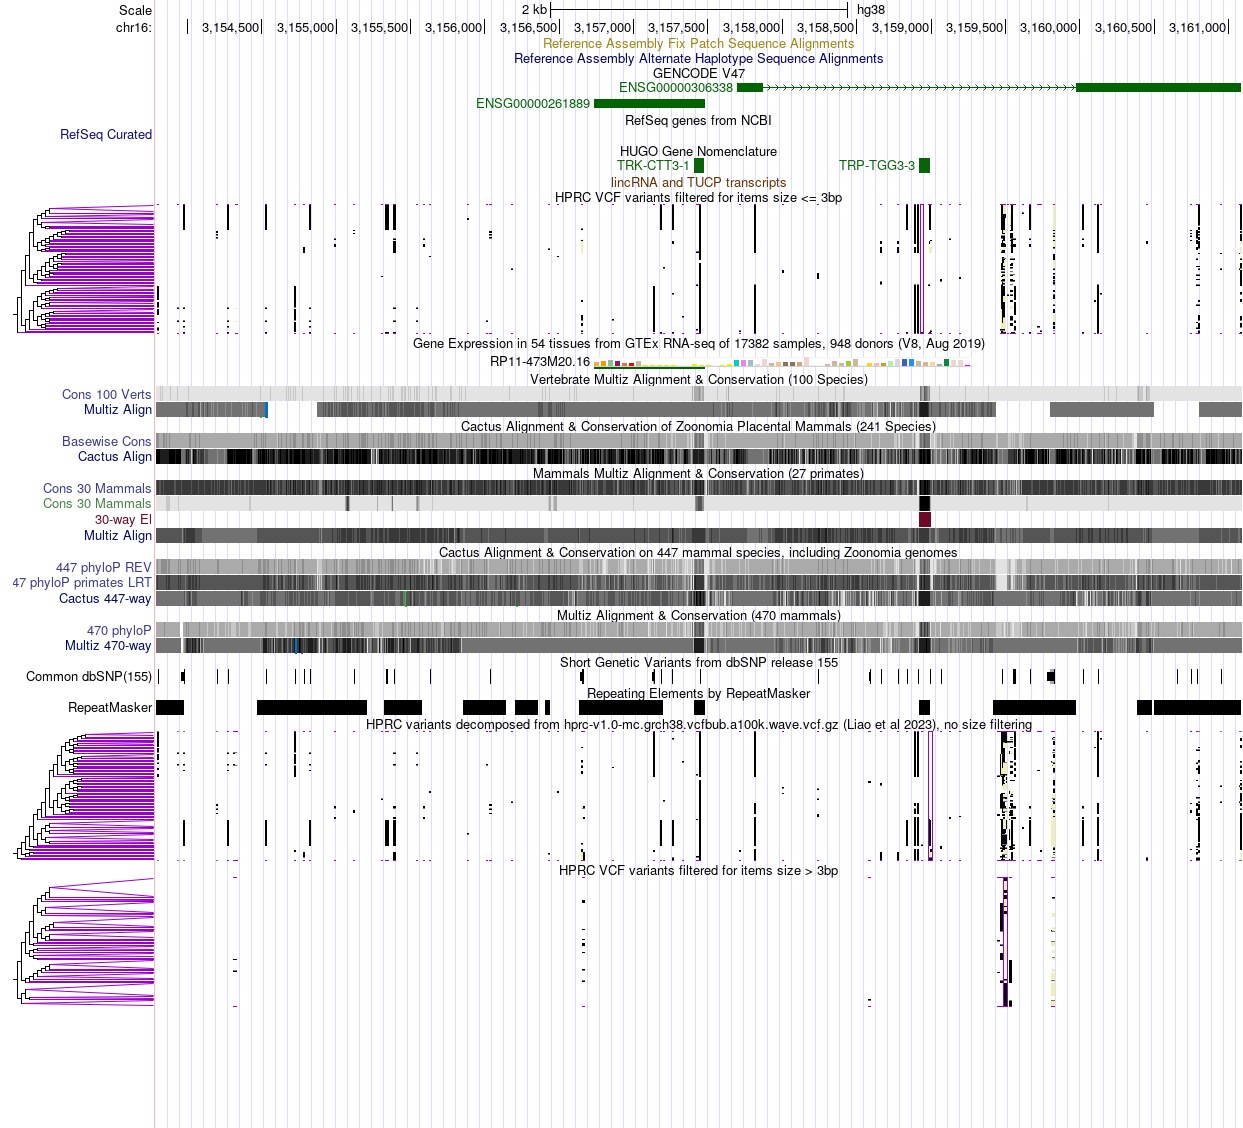 Scale 2 kb hg38
chr16: 3,154,500 3,155,000 3,155,500 3,156,000 3,156,500 3,157,000 3,157,500 3,158,000 3,158,500 3,159,000 3,159,500 3,160,000 3,160,500 3,161,000
Reference Assembly Fix Patch Sequence Alignments
Reference Assembly Alternate Haplotype Sequence Alignments
GENCODE V47
ENSG00000306338
ENSG00000261889
RefSeq genes from NCBI
RefSeq Curated
HUGO Gene Nomenclature
TRK-CTT3-1 TRP-TGG3-3
lincRNA and TUCP transcripts
HPRC VCF variants filtered for items size <= 3bp
Gene Expression in 54 tissues from GTEx RNA-seq of 17382 samples, 948 donors (V8, Aug 2019)
RP11-473M20.16
Vertebrate Multiz Alignment & Conservation (100 Species)
Cons 100 Verts
Multiz Align
Cactus Alignment & Conservation of Zoonomia Placental Mammals (241 Species)
Basewise Cons
Cactus Align
Mammals Multiz Alignment & Conservation (27 primates)
Cons 30 Mammals
Cons 30 Mammals
30-way El
Multiz Align
Cactus Alignment & Conservation on 447 mammal species, including Zoonomia genomes
447 phyloP REV
47 phyloP primates LRT
Cactus 447-way
Multiz Alignment & Conservation (470 mammals)
470 phyloP
Multiz 470-way
Short Genetic Variants from dbSNP release 155
Common dbSNP(155)
Repeating Elements by RepeatMasker
RepeatMasker
HPRC variants decomposed from hprc-v1.0-mc.grch38.vcfbub.a100k.wave.vcf.gz (Liao et al 2023), no size filtering
HPRC VCF variants filtered for items size > 3bp